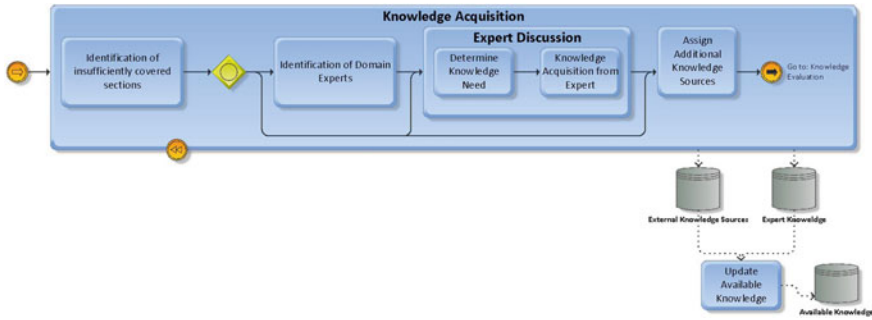 Knowledge Acquisition
Identification of
insufficiently covered
sections
Identification of Domain
Experts
Expert Discussion
Determine
Knowledge
Need
Knowledge
Acquisition from
Expert
Assign
Additional
Knowledge
Sources
Go to: Knowledge
Evaluation
External Knowledge Sources
Expert Knoweldge
Update
Available
Knowledge
Available Knowledge